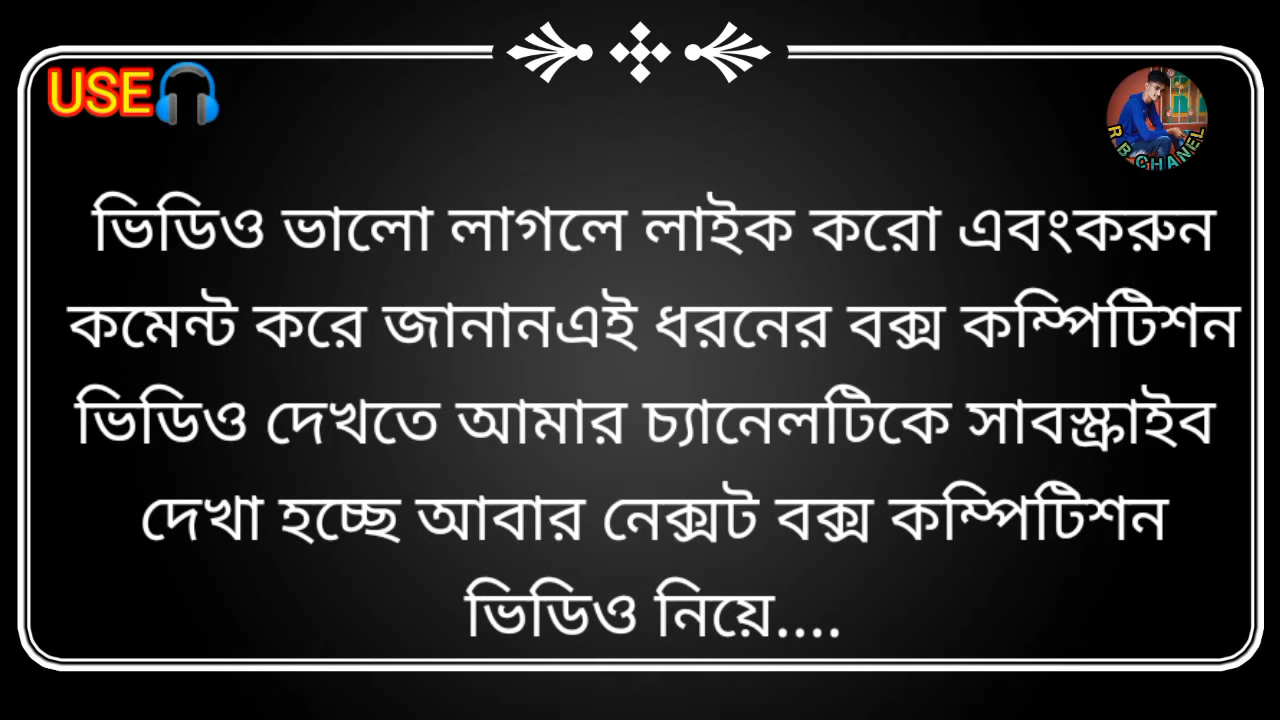 USE
R B CHANEL
ভিডিও ভালো লাগলে লাইক করো এবংকরুন
কমেন্ট করে জানানএই ধরনের বক্স কম্পিটিশন
ভিডিও দেখতে আমার চ্যানেলটিকে সাবস্ক্রাইব
দেখা হচ্ছে আবার নেক্সট বক্স কম্পিটিশন
ভিডিও নিয়ে....